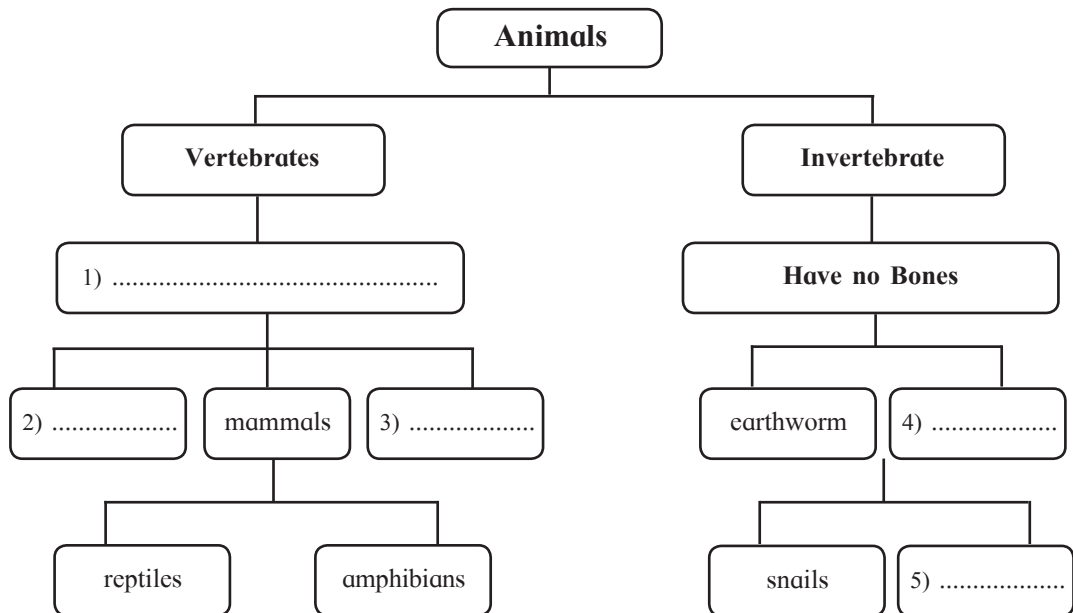 Animals
Vertebrates
Invertebrate
1) ................................................
Have no Bones
2) ...................
mammals
3) ...................
earthworm
4) ...................
reptiles
amphibians
snails
5) ...................